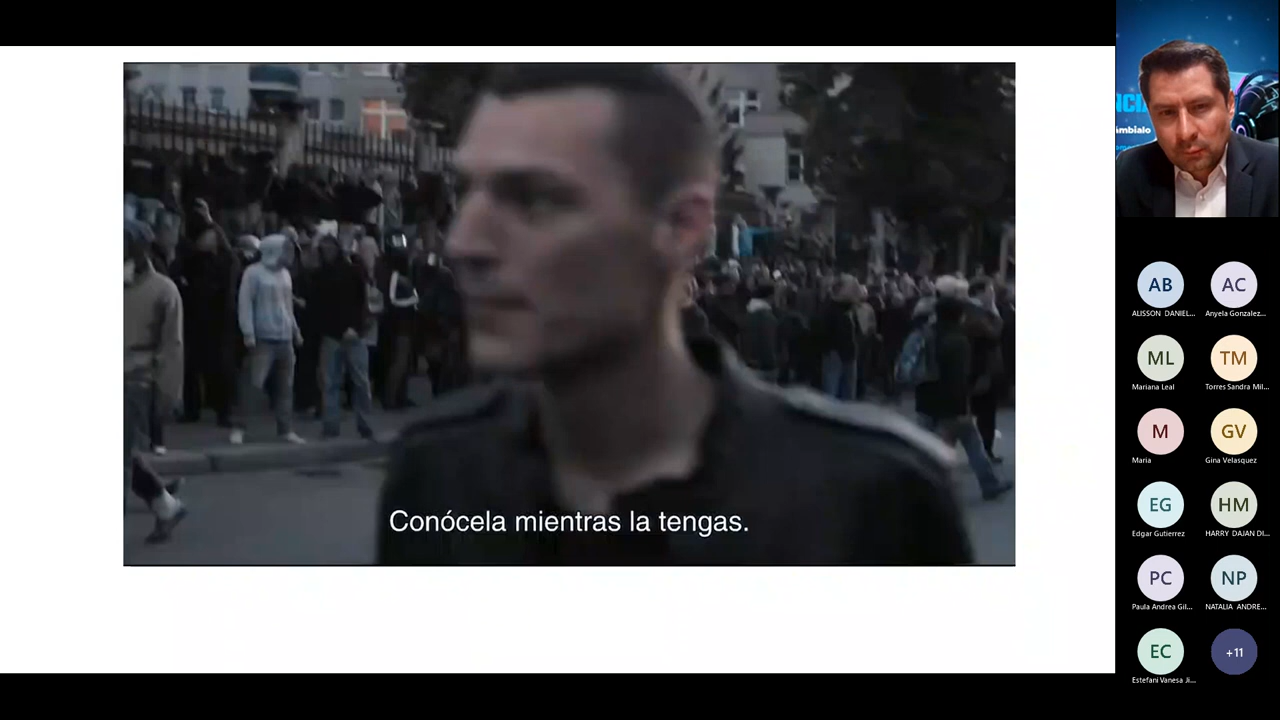 Conócela mientras la tengas.
NCIA
ámbialo
AB
AC
ALISSON DANIEL...
Anyela Gonzalez...
ML
TM
Mariana Leal
Torres Sandra Mil...
M
GV
Maria
Gina Velasquez
EG
HM
Edgar Gutierrez
HARRY DAJAN DI...
PC
NP
Paula Andrea Gil...
NATALIA ANDRE...
EC
+11
Estefani Vanesa Ji...